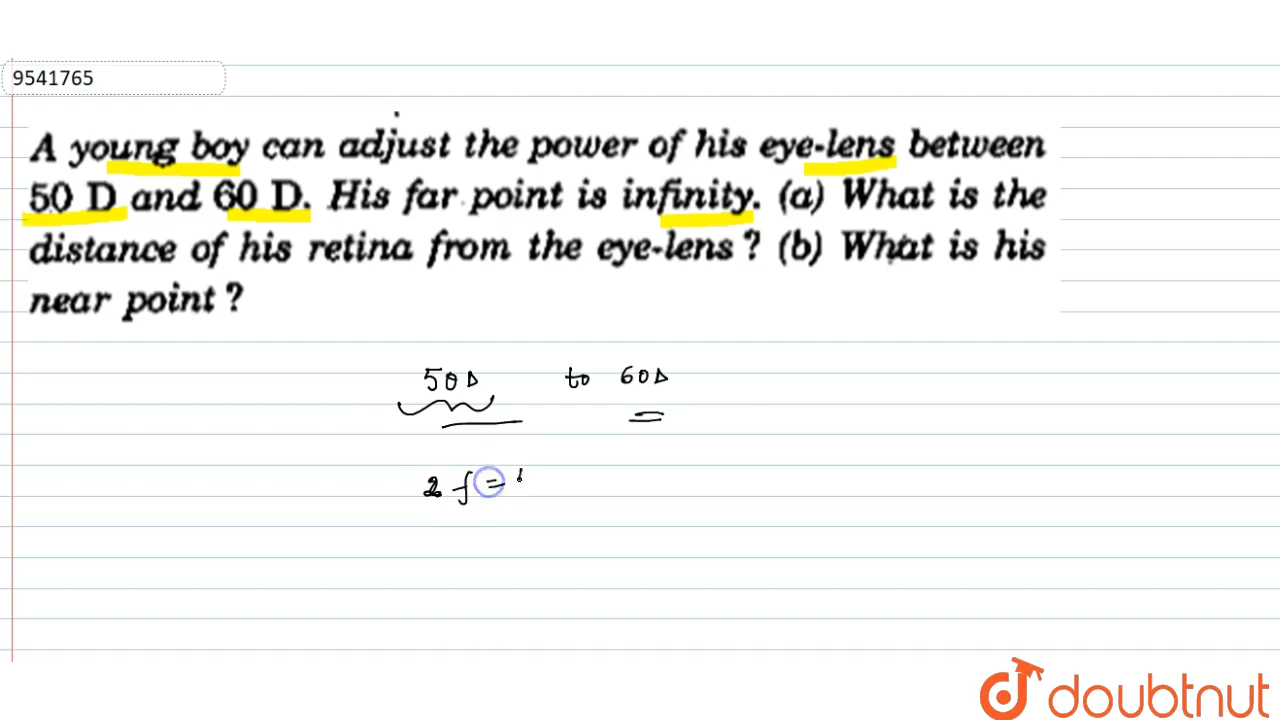 9541765
A young boy can adjust the power of his eye-lens between
50 D and 60 D. His far point is infinity. (a) What is the
distance of his retina from the eye-lens ? (b) What is his
near point ?
50D to 60D
f =
doubtnut